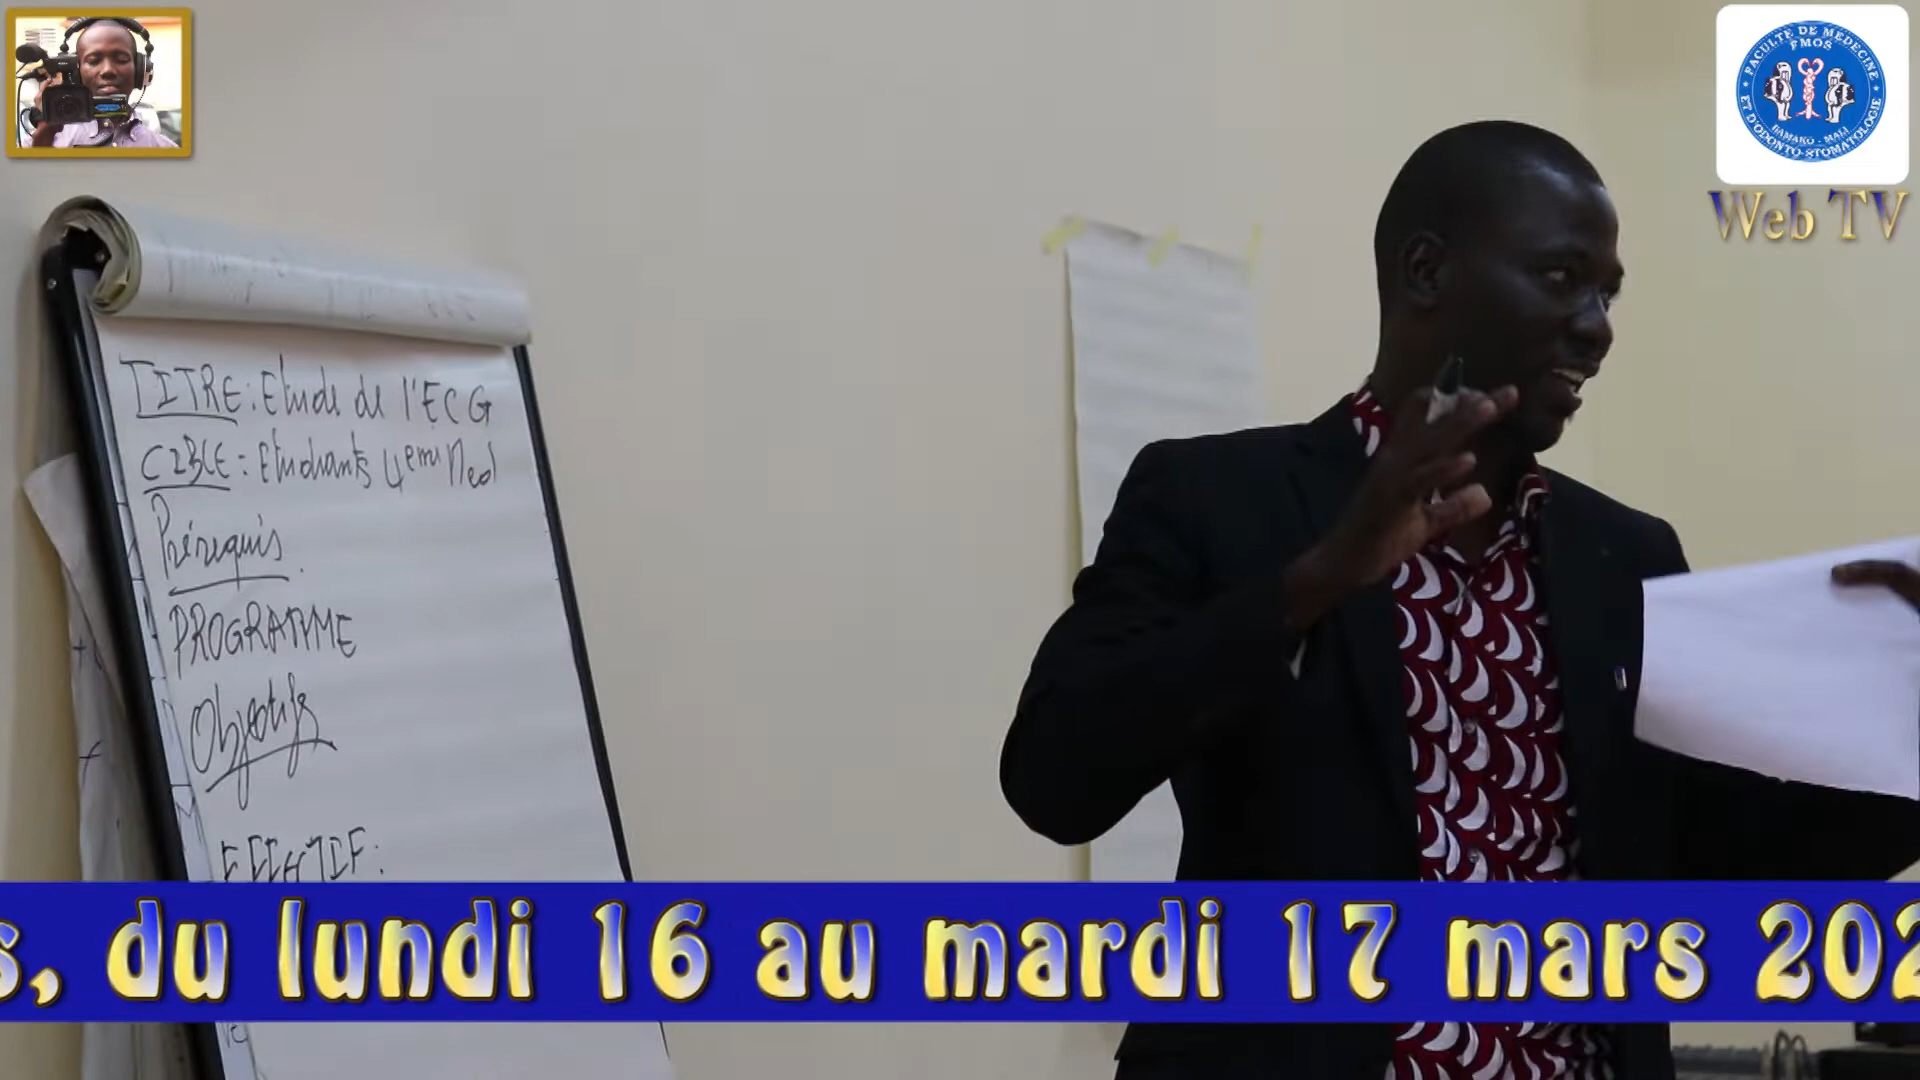 FACULTE DE MEDECINE
FMOS
ET D'ODONTO-STOMATOLOGIE
BAMAKO - MALI
Web TV
TITRE : Etude de l'ECG
CIBLE : Etudiants 4eme Med
Prérequis
PROGRAMME
Objectifs
EFFECTIF :
s, du lundi 16 au mardi 17 mars 202